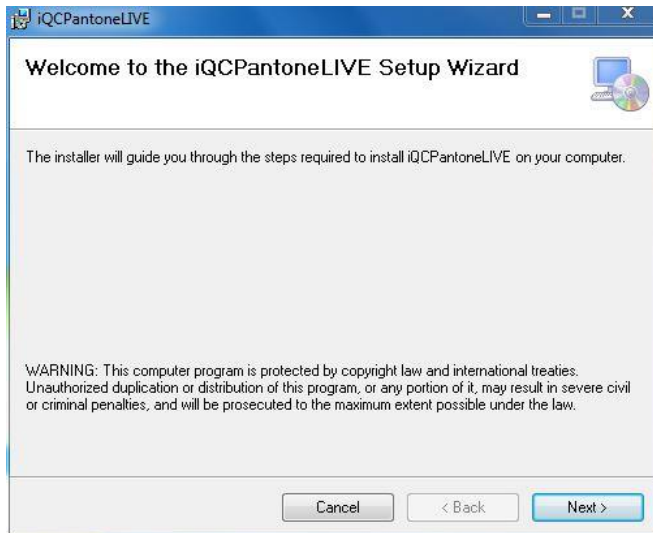 iQCPantoneLIVE
Welcome to the iQCPantoneLIVE Setup Wizard
The installer will guide you through the steps required to install iQCPantoneLIVE on your computer.
WARNING: This computer program is protected by copyright law and international treaties.
Unauthorized duplication or distribution of this program, or any portion of it, may result in severe civil
or criminal penalties, and will be prosecuted to the maximum extent possible under the law.
Cancel
< Back
Next >